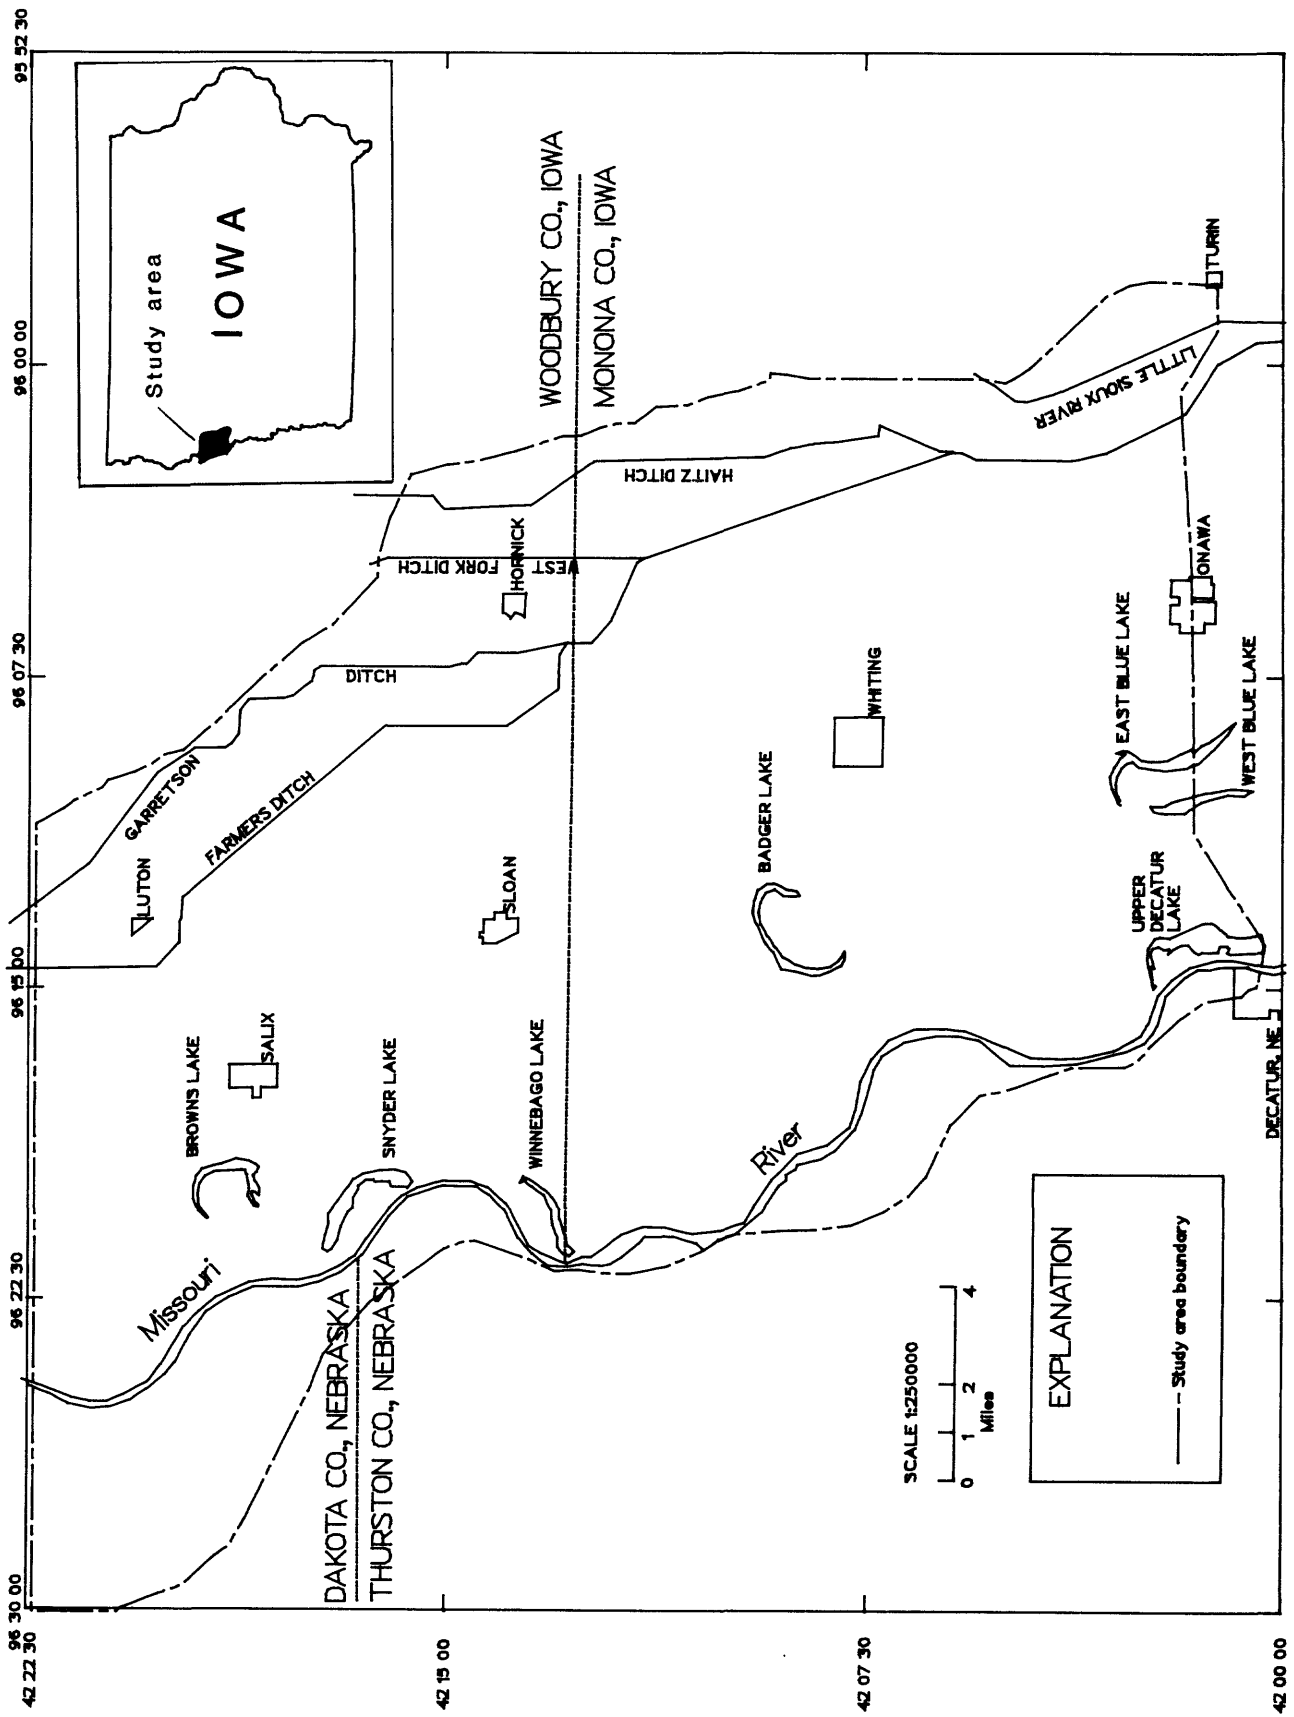 96 30 00
96 22 30
96 15 00
96 07 30
96 00 00
95 52 30
42 22 30
42 15 00
42 07 30
42 00 00
Study area
IOWA
Missouri
BROWNS LAKE
SALIX
LUTON
GARRETSON
DITCH
FARMERS DITCH
DAKOTA CO., NEBRASKA
THURSTON CO., NEBRASKA
SNYDER LAKE
WEST FORK DITCH
HORNICK
SLOAN
WINNEBAGO LAKE
WOODBURY CO., IOWA
MONONA CO., IOWA
HAITZ DITCH
River
BADGER LAKE
WHITING
LITTLE SIOUX RIVER
TURIN
EAST BLUE LAKE
ONAWA
WEST BLUE LAKE
UPPER
DECATUR
LAKE
DECATUR, NE
SCALE 1:250000
0 1 2 4
Miles
EXPLANATION
Study area boundary